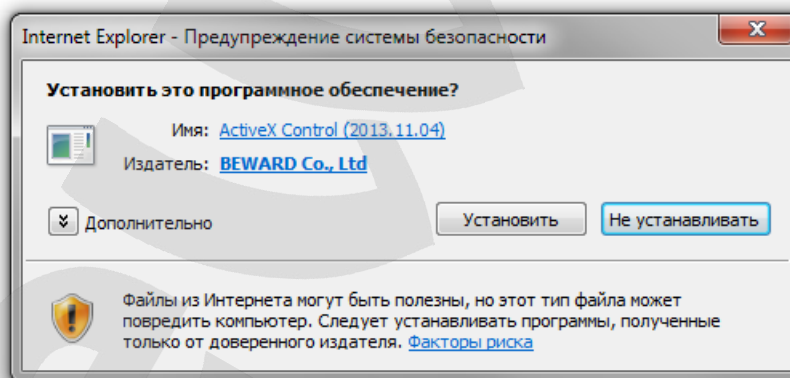 Internet Explorer - Предупреждение системы безопасности
Установить это программное обеспечение?
Имя: ActiveX Control (2013.11.04)
Издатель: BEWARD Co., Ltd
Дополнительно
Установить
Не устанавливать
Файлы из Интернета могут быть полезны, но этот тип файла может
повредить компьютер. Следует устанавливать программы, полученные
только от доверенного издателя. Факторы риска